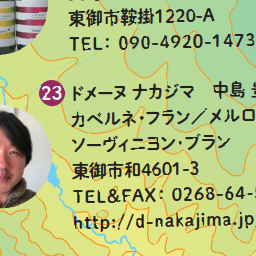 東御市鞍掛1220-A
TEL: 090-4920-1473
23 ドメーヌ ナカジマ 中島
カベルネ・フラン／メルロ
ソーヴィニヨン・ブラン
東御市和4601-3
TEL&FAX: 0268-64-5
http://d-nakajima.jp